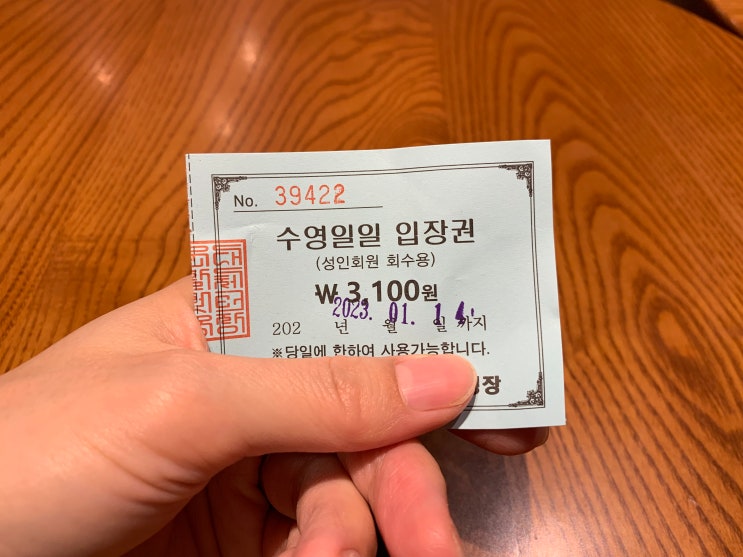 No. 39422
수영일일 입장권
(성인회원 회수용)
₩ 3,100원
2023. 01. 14.
202 년 월 일 까지
※당일에 한하여 사용가능합니다.
장